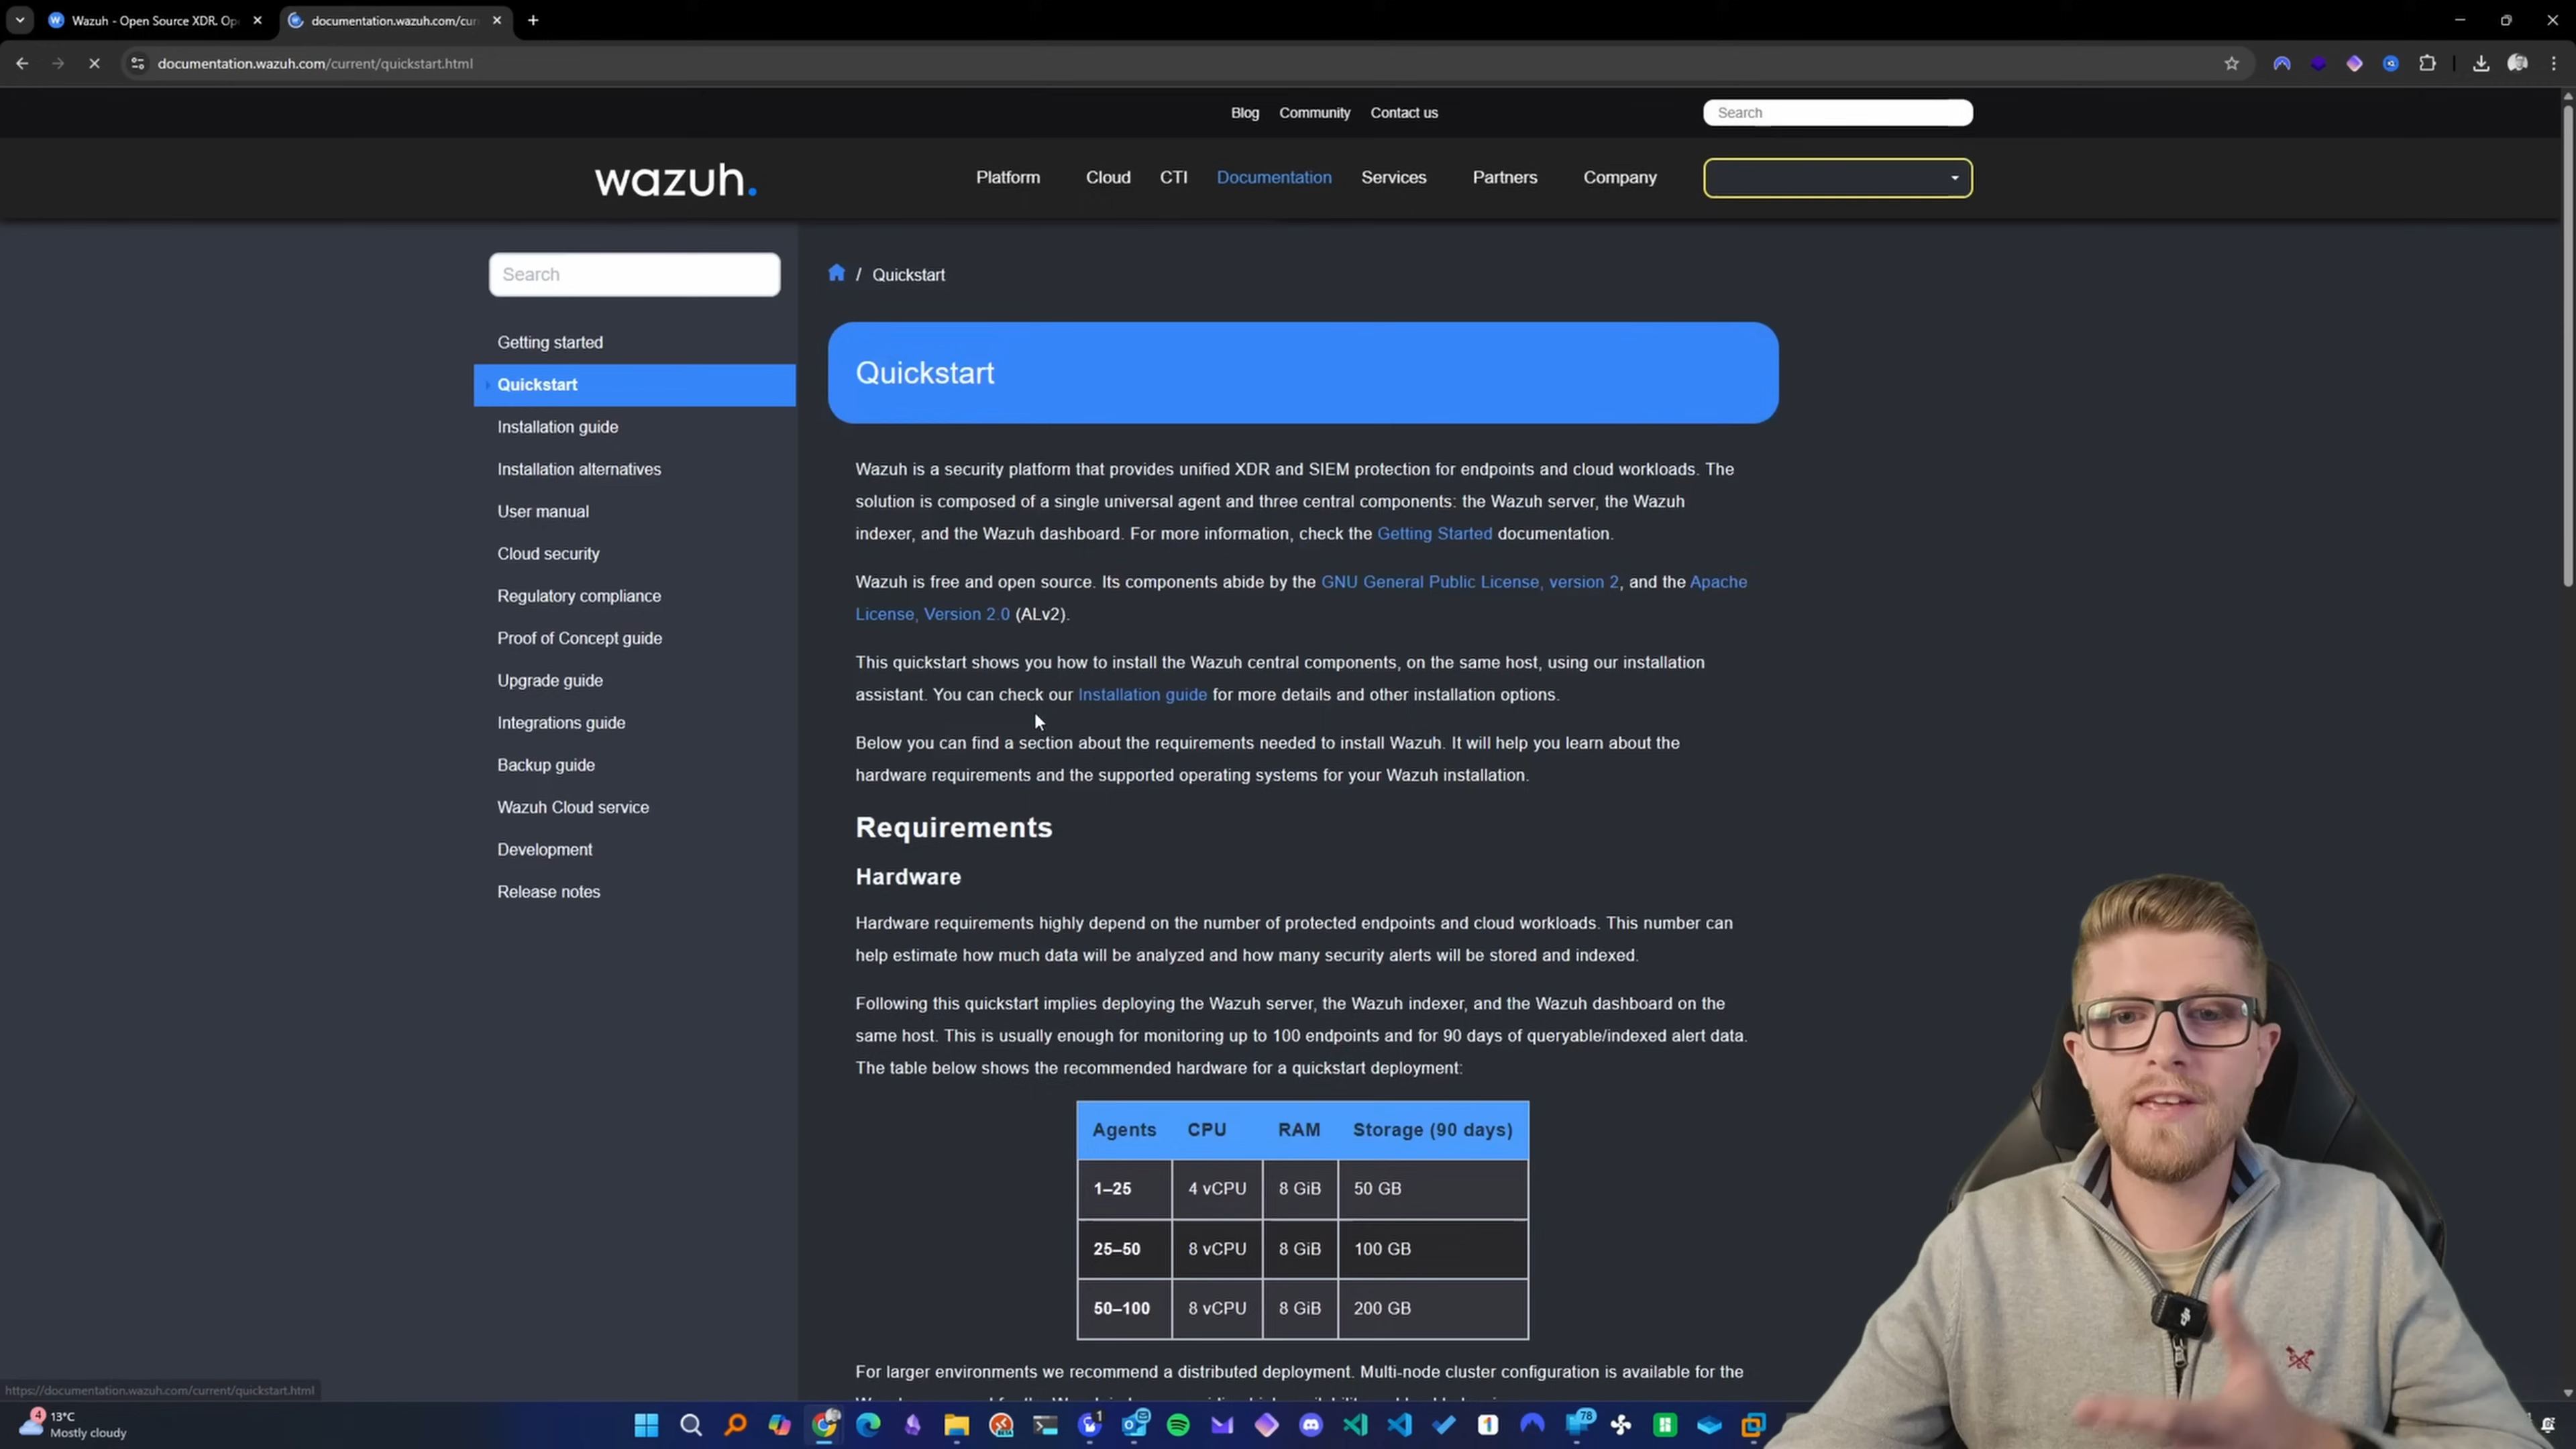 Wazuh - Open Source XDR. Op
documentation.wazuh.com/cur
documentation.wazuh.com/current/quickstart.html
Blog Community Contact us
Search
wazuh.
Platform Cloud CTI Documentation Services Partners Company
Search
Getting started
Quickstart
Installation guide
Installation alternatives
User manual
Cloud security
Regulatory compliance
Proof of Concept guide
Upgrade guide
Integrations guide
Backup guide
Wazuh Cloud service
Development
Release notes
/ Quickstart
Quickstart
Wazuh is a security platform that provides unified XDR and SIEM protection for endpoints and cloud workloads. The
solution is composed of a single universal agent and three central components: the Wazuh server, the Wazuh
indexer, and the Wazuh dashboard. For more information, check the Getting Started documentation.
Wazuh is free and open source. Its components abide by the GNU General Public License, version 2, and the Apache
License, Version 2.0 (ALv2).
This quickstart shows you how to install the Wazuh central components, on the same host, using our installation
assistant. You can check our Installation guide for more details and other installation options.
Below you can find a section about the requirements needed to install Wazuh. It will help you learn about the
hardware requirements and the supported operating systems for your Wazuh installation.
Requirements
Hardware
Hardware requirements highly depend on the number of protected endpoints and cloud workloads. This number can
help estimate how much data will be analyzed and how many security alerts will be stored and indexed.
Following this quickstart implies deploying the Wazuh server, the Wazuh indexer, and the Wazuh dashboard on the
same host. This is usually enough for monitoring up to 100 endpoints and for 90 days of queryable/indexed alert data.
The table below shows the recommended hardware for a quickstart deployment:
Agents CPU RAM Storage (90 days)
1–25 4 vCPU 8 GiB 50 GB
25–50 8 vCPU 8 GiB 100 GB
50–100 8 vCPU 8 GiB 200 GB
For larger environments we recommend a distributed deployment. Multi-node cluster configuration is available for the
https://documentation.wazuh.com/current/quickstart.html
4
13°C
Mostly cloudy
BETA
1
1
78
dji